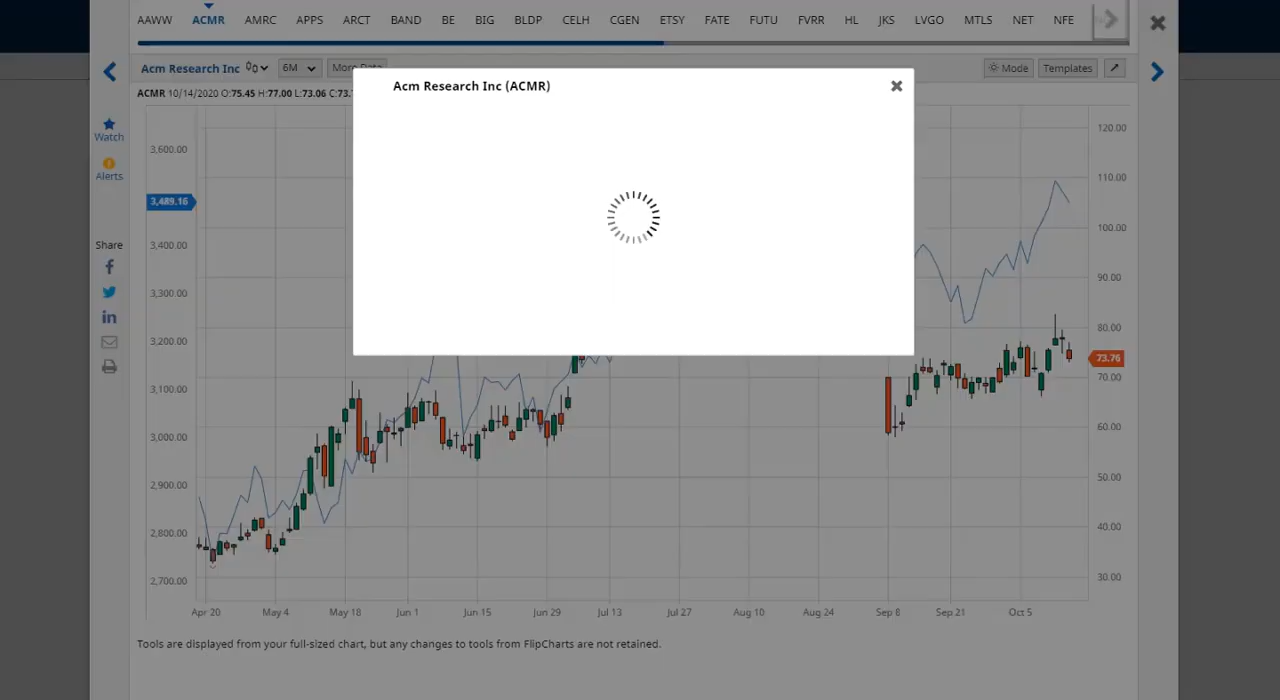 AAWW ACMR AMRC APPS ARCT BAND BE BIG BLDP CELH CGEN ETSY FATE FUTU FVRR HL JKS LVGO MTLS NET NFE
Acm Research Inc 6M More Data Mode Templates
ACMR 10/14/2020 O:75.45 H:77.00 L:73.06 C:73.
Acm Research Inc (ACMR)
Watch
Alerts
Share
3,600.00
3,489.16
3,400.00
3,300.00
3,200.00
3,100.00
3,000.00
2,900.00
2,800.00
2,700.00
120.00
110.00
100.00
90.00
80.00
73.76
70.00
60.00
50.00
40.00
30.00
Apr 20 May 4 May 18 Jun 1 Jun 15 Jun 29 Jul 13 Jul 27 Aug 10 Aug 24 Sep 8 Sep 21 Oct 5
Tools are displayed from your full-sized chart, but any changes to tools from FlipCharts are not retained.